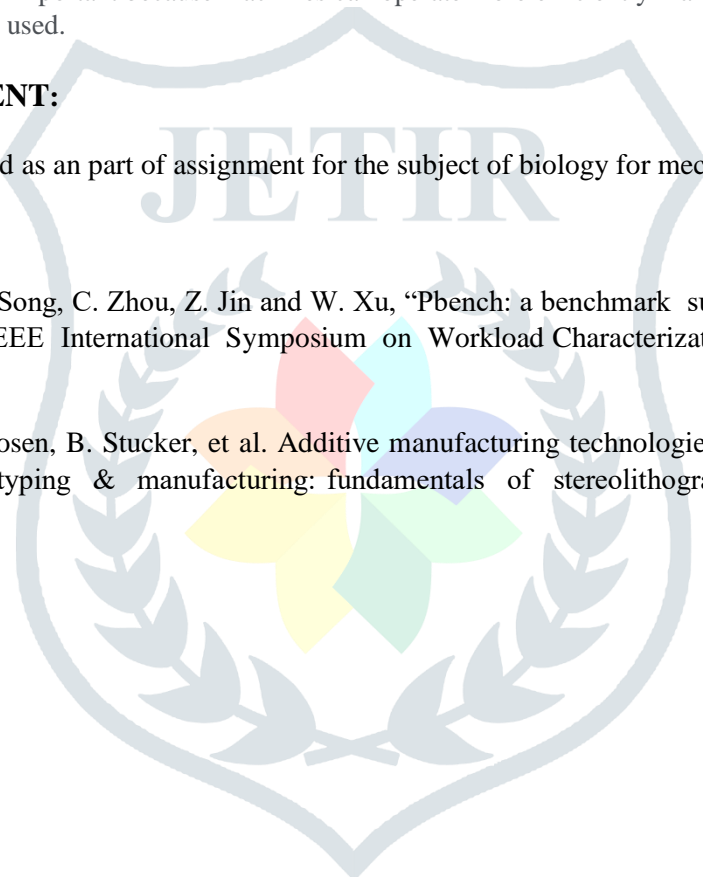 used.
ENT:
d as an part of assignment for the subject of biology for mec
JETIR
Song, C. Zhou, Z. Jin and W. Xu, “Pbench: a benchmark su
EEE International Symposium on Workload Characterizat
osen, B. Stucker, et al. Additive manufacturing technologie
typing & manufacturing: fundamentals of stereolithogra